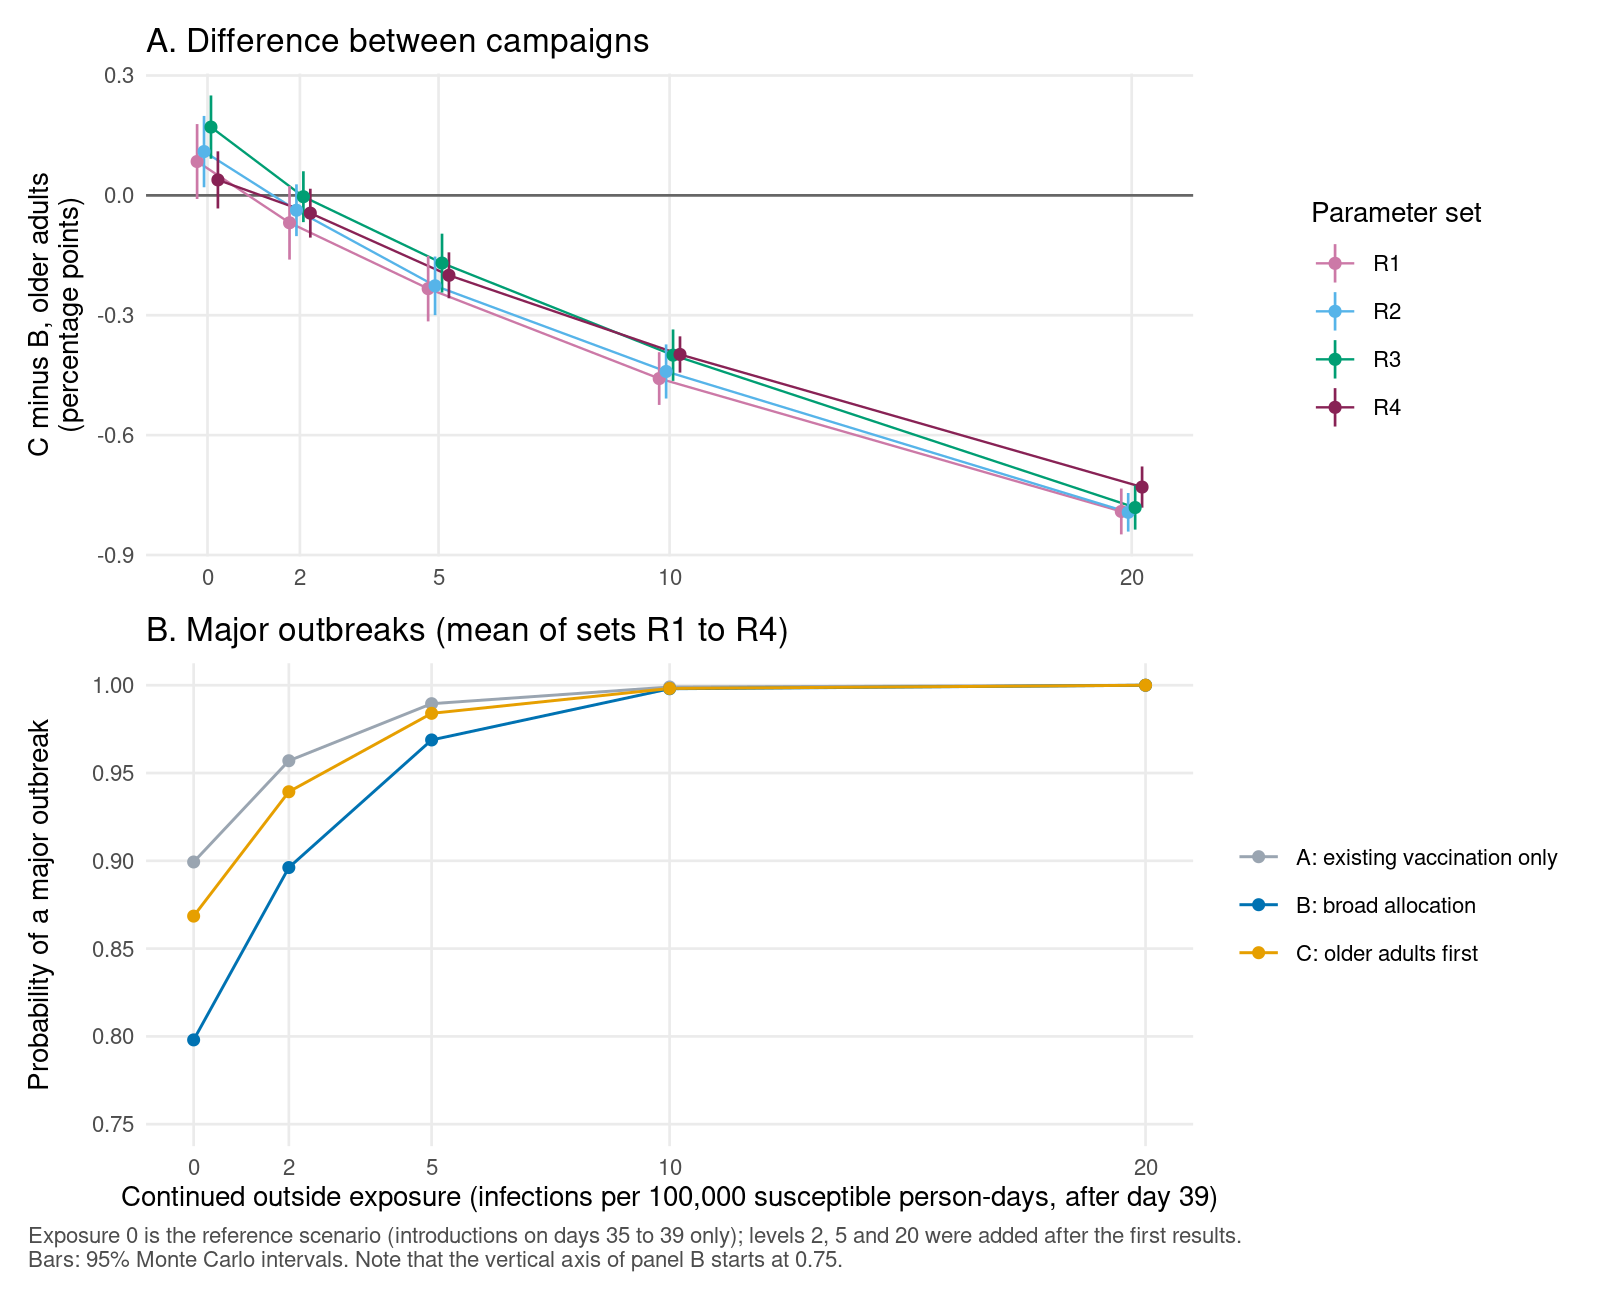 A. Difference between campaigns
C minus B, older adults
(percentage points)
0.3
0.0
-0.3
-0.6
-0.9
0 2 5 10 20
Parameter set
R1
R2
R3
R4
B. Major outbreaks (mean of sets R1 to R4)
Probability of a major outbreak
1.00
0.95
0.90
0.85
0.80
0.75
0 2 5 10 20
Continued outside exposure (infections per 100,000 susceptible person-days, after day 39)
A: existing vaccination only
B: broad allocation
C: older adults first
Exposure 0 is the reference scenario (introductions on days 35 to 39 only); levels 2, 5 and 20 were added after the first results.
Bars: 95% Monte Carlo intervals. Note that the vertical axis of panel B starts at 0.75.